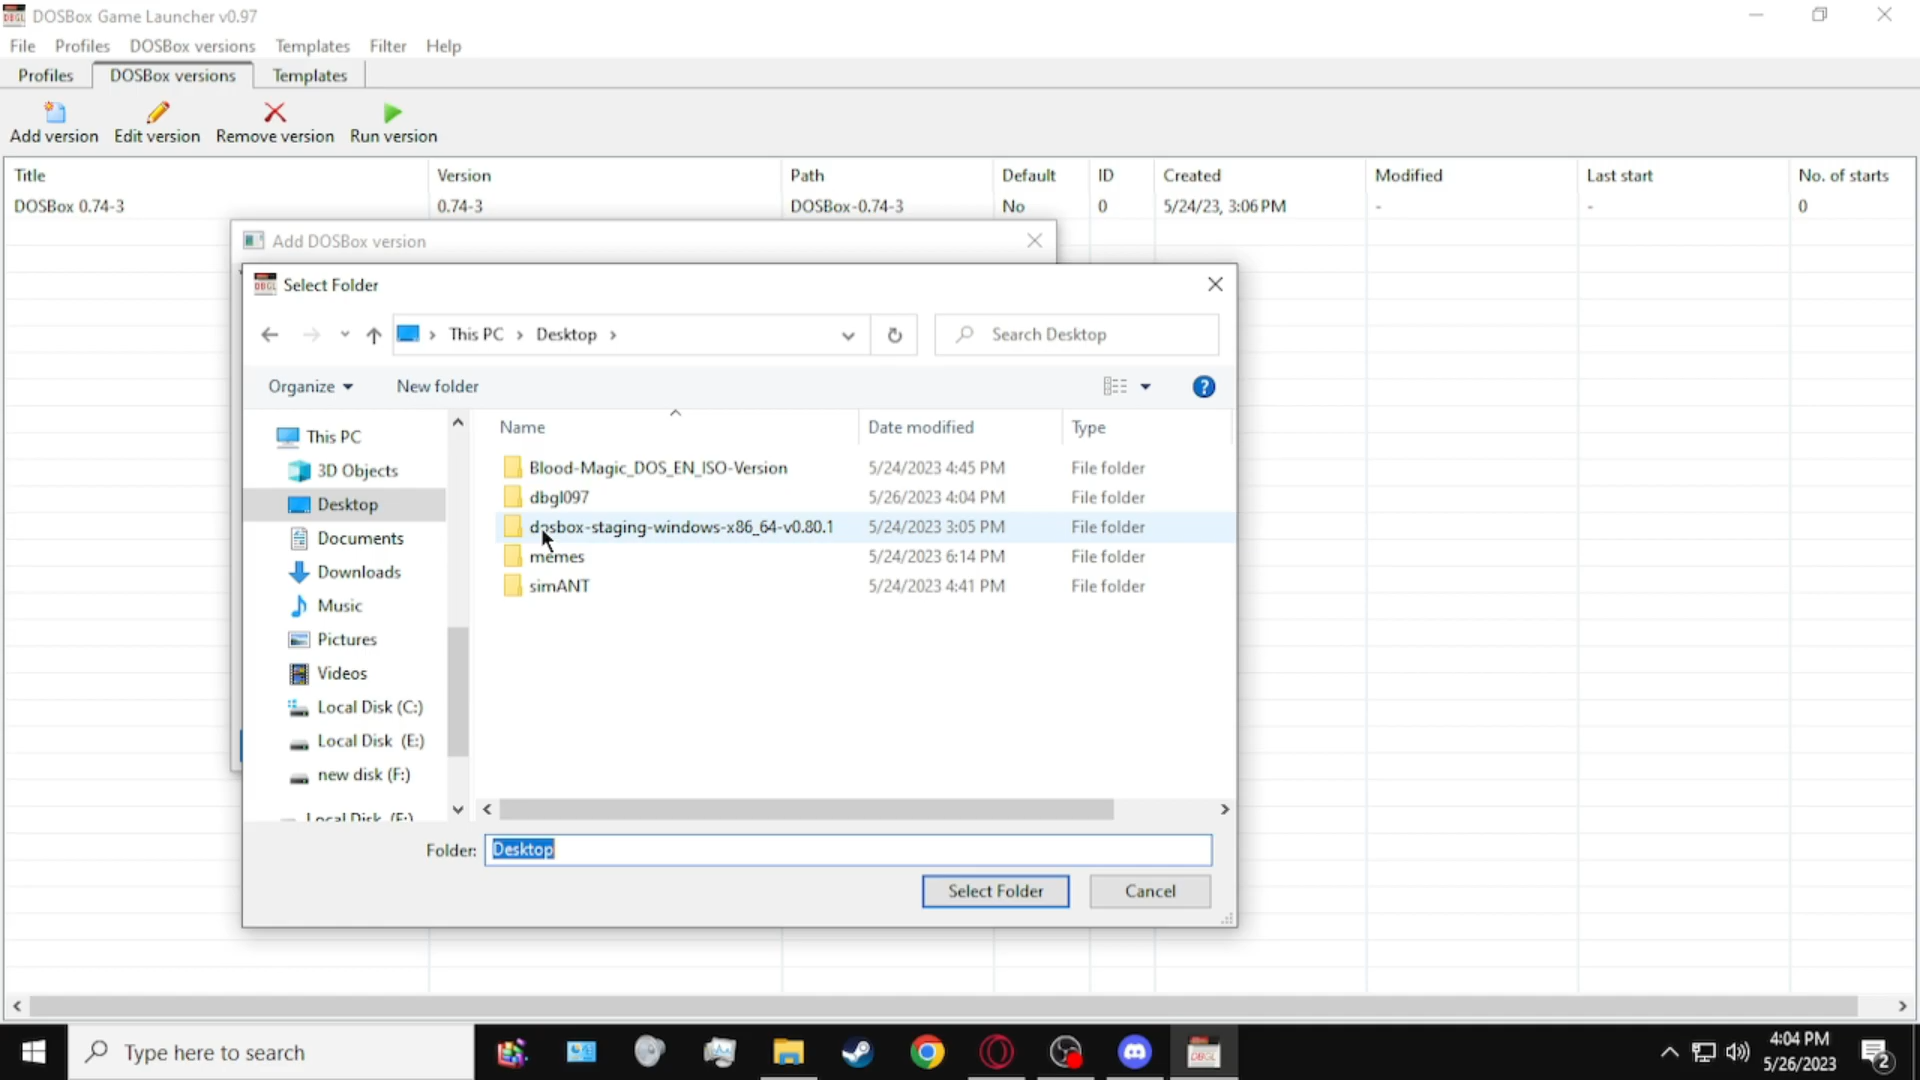 DOSBox Game Launcher v0.97
File Profiles DOSBox versions Templates Filter Help
Profiles DOSBox versions Templates
Add version Edit version Remove version Run version
Title Version Path Default ID Created Modified Last start No. of starts
DOSBox 0.74-3 0.74-3 DOSBox-0.74-3 No 0 5/24/23, 3:06 PM - - 0
Add DOSBox version
DBGL Select Folder
This PC > Desktop >
Search Desktop
Organize New folder ?
Name Date modified Type
This PC
3D Objects
Desktop
Documents
Downloads
Music
Pictures
Videos
Local Disk (C:)
Local Disk (E:)
new disk (F:)
Local Disk (E:)
Blood-Magic_DOS_EN_ISO-Version 5/24/2023 4:45 PM File folder
dbgl097 5/26/2023 4:04 PM File folder
dosbox-staging-windows-x86_64-v0.80.1 5/24/2023 3:05 PM File folder
memes 5/24/2023 6:14 PM File folder
simANT 5/24/2023 4:41 PM File folder
Folder: Desktop
Select Folder Cancel
Type here to search
DBGL
4:04 PM
5/26/2023
2